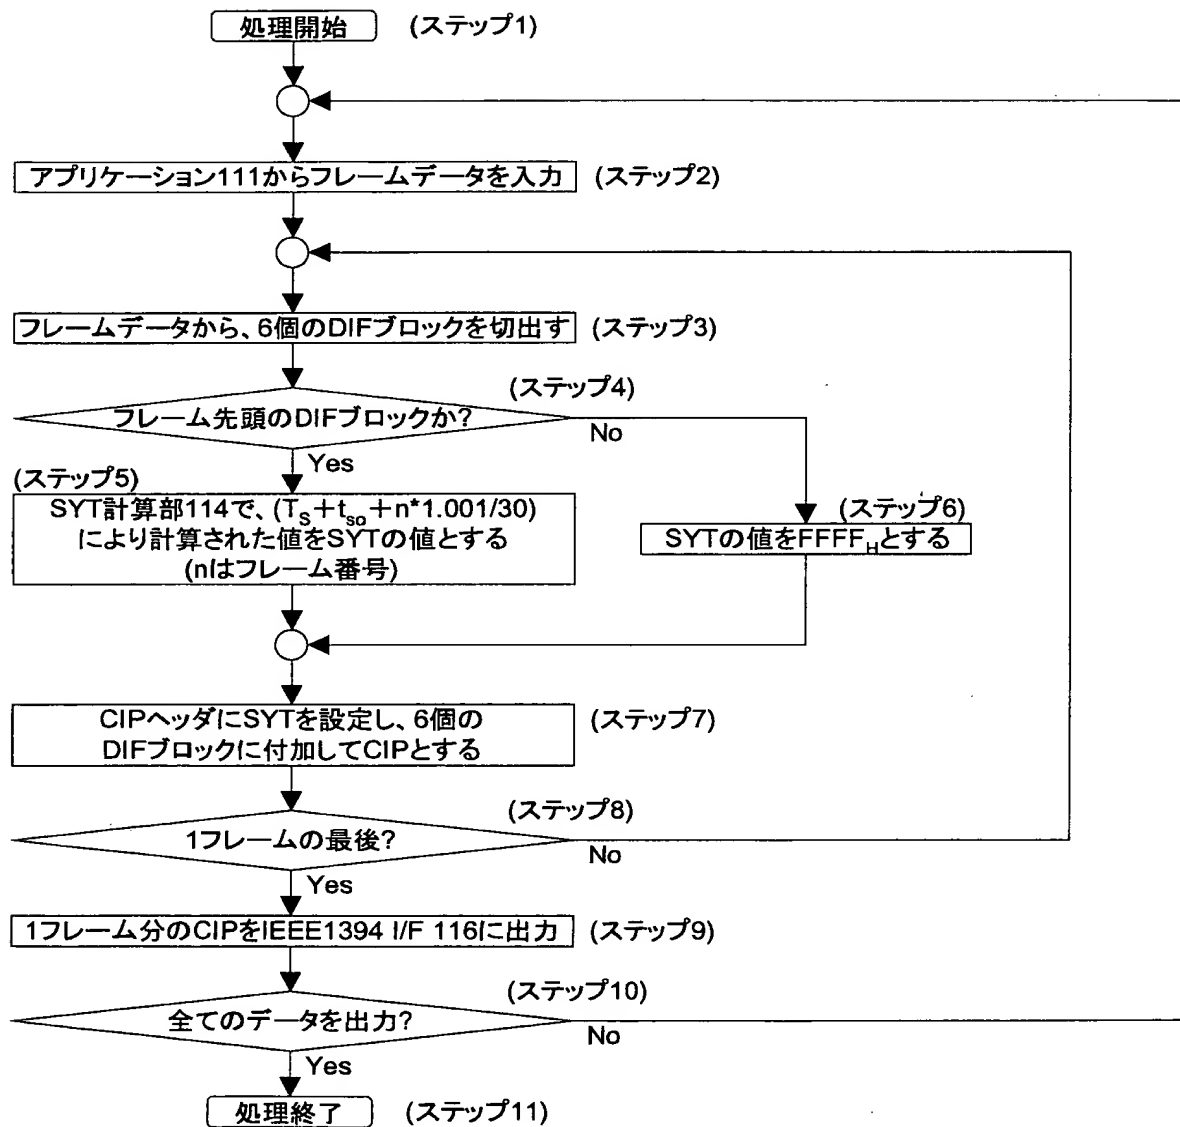 処理開始 (ステップ1)
アプリケーション111からフレームデータを入力 (ステップ2)
フレームデータから、6個のDIFブロックを切出す (ステップ3)
(ステップ4)
フレーム先頭のDIFブロックか?
No
Yes
(ステップ5)
SYT計算部114で、(TS+tso+n*1.001/30)
により計算された値をSYTの値とする
(nはフレーム番号)
(ステップ6)
SYTの値をFFFFHとする
CIPヘッダにSYTを設定し、6個の
DIFブロックに付加してCIPとする
(ステップ7)
(ステップ8)
1フレームの最後?
No
Yes
1フレーム分のCIPをIEEE1394 I/F 116に出力 (ステップ9)
(ステップ10)
全てのデータを出力?
No
Yes
処理終了 (ステップ11)